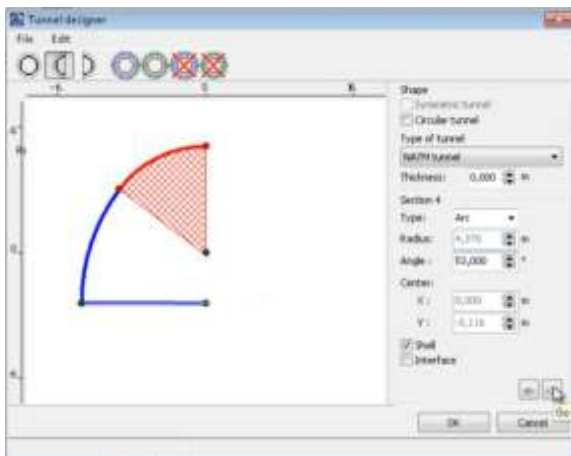 Tunnel designer
File Edit
0
Shape
Symmetric tunnel
Circular tunnel
Type of tunnel
NATM tunnel
Thickness: 0,000 m
Section 4
Type: Arc
Radius: m
Angle : °
Center:
X : 0,000 m
Y : m
Shell
Interface
OK Cancel